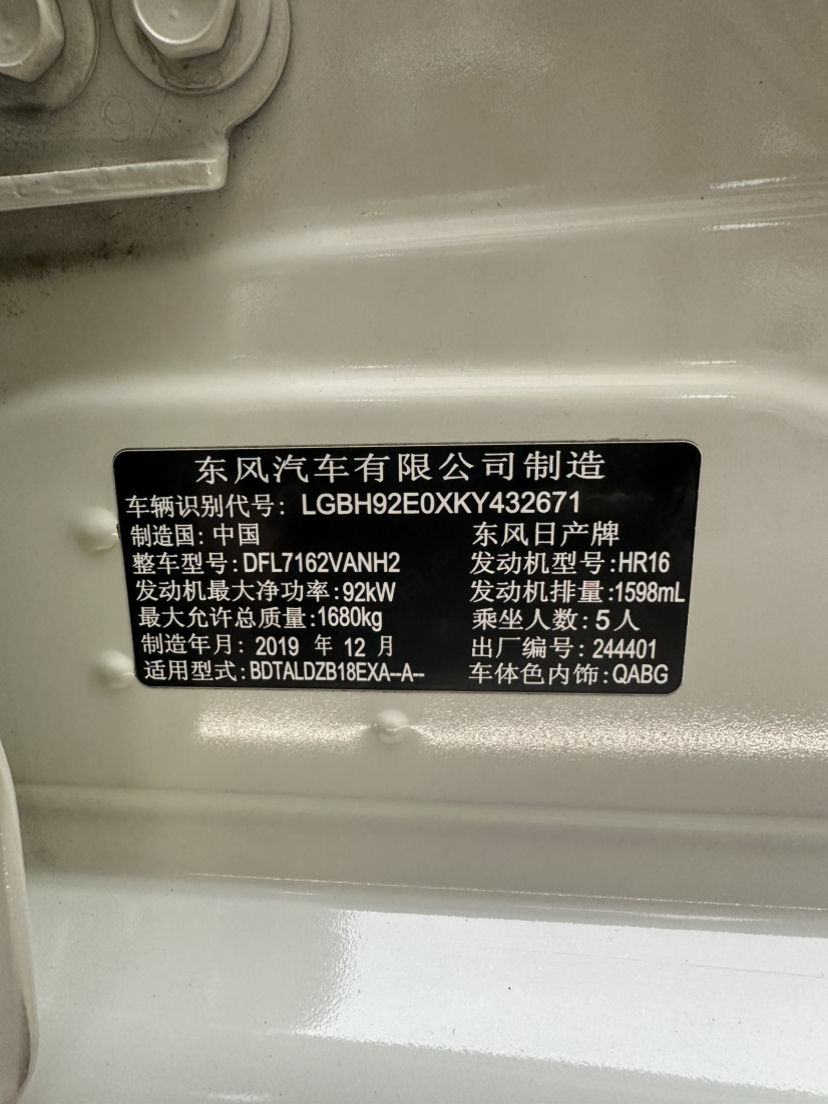 9X
东风汽车有限公司制造
车辆识别代号: LGBH92E0XKY432671
制造国: 中国 东风日产牌
整车型号: DFL7162VANH2 发动机型号: HR16
发动机最大净功率: 92kW 发动机排量: 1598mL
最大允许总质量: 1680kg 乘坐人数: 5人
制造年月: 2019 年 12 月 出厂编号: 244401
适用型式: BDTALDZB18EXA--A-- 车体色内饰: QABG